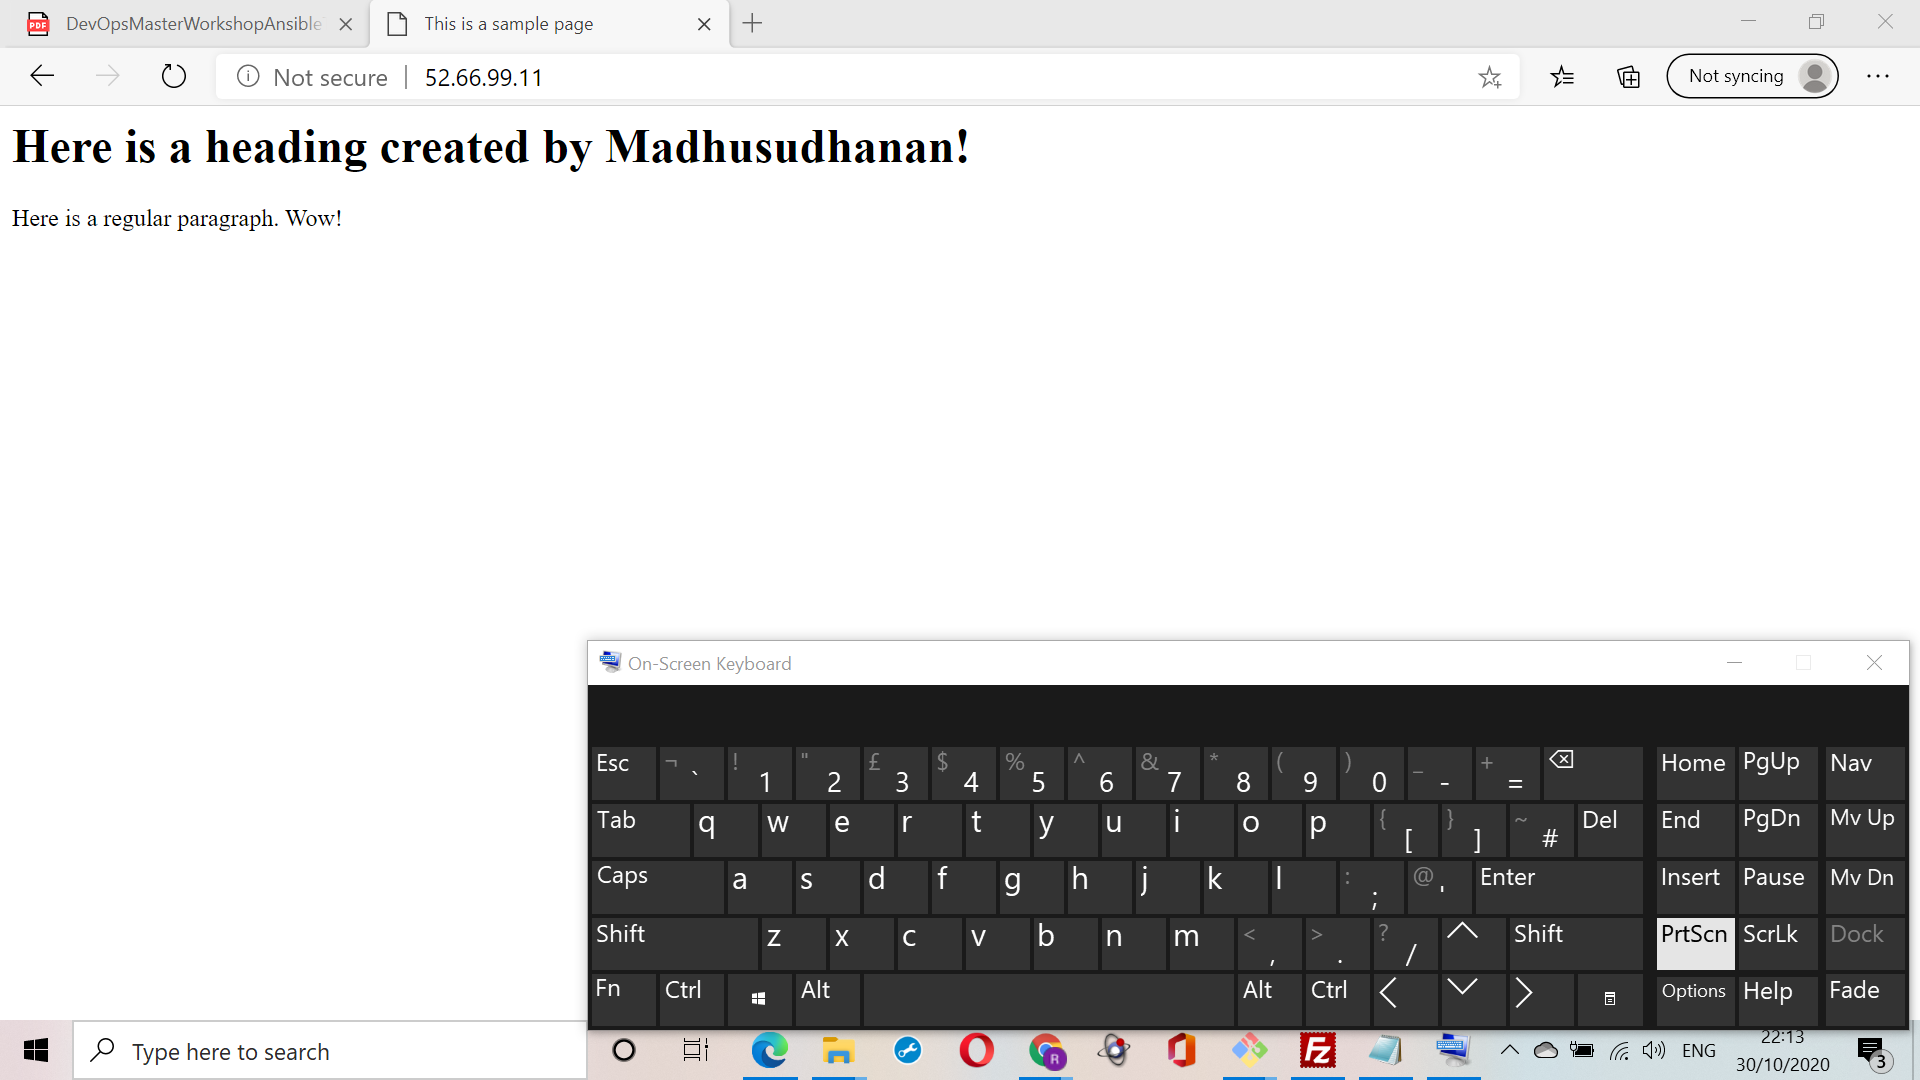 DevOpsMasterWorkshopAnsible
This is a sample page
Not secure
52.66.99.11
Not syncing
Here is a heading created by Madhusudhanan!
Here is a regular paragraph. Wow!
On-Screen Keyboard
Esc ¬ ` ! 1 " 2 £ 3 $ 4 % 5 ^ 6 & 7 * 8 ( 9 ) 0 _ - + = Home PgUp Nav
Tab q w e r t y u i o p { [ } ] ~ # Del End PgDn Mv Up
Caps a s d f g h j k l : ; @ ' Enter Insert Pause Mv Dn
Shift z x c v b n m < , > . ? / Shift PrtScn ScrLk Dock
Fn Ctrl Alt Alt Ctrl Options Help Fade
Type here to search
ENG
22:13
30/10/2020
3